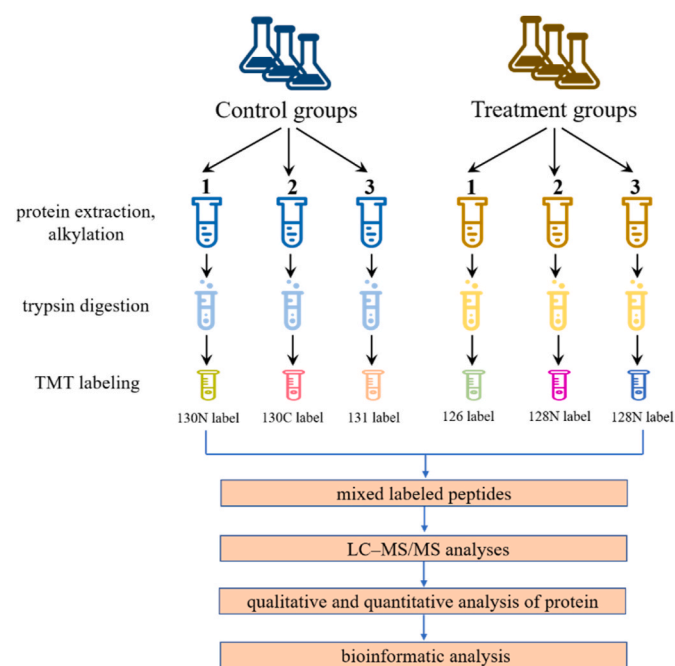 Control groups
Treatment groups
1
2
3
1
2
3
protein extraction,
alkylation
trypsin digestion
TMT labeling
130N label
130C label
131 label
126 label
128N label
128N label
mixed labeled peptides
LC–MS/MS analyses
qualitative and quantitative analysis of protein
bioinformatic analysis